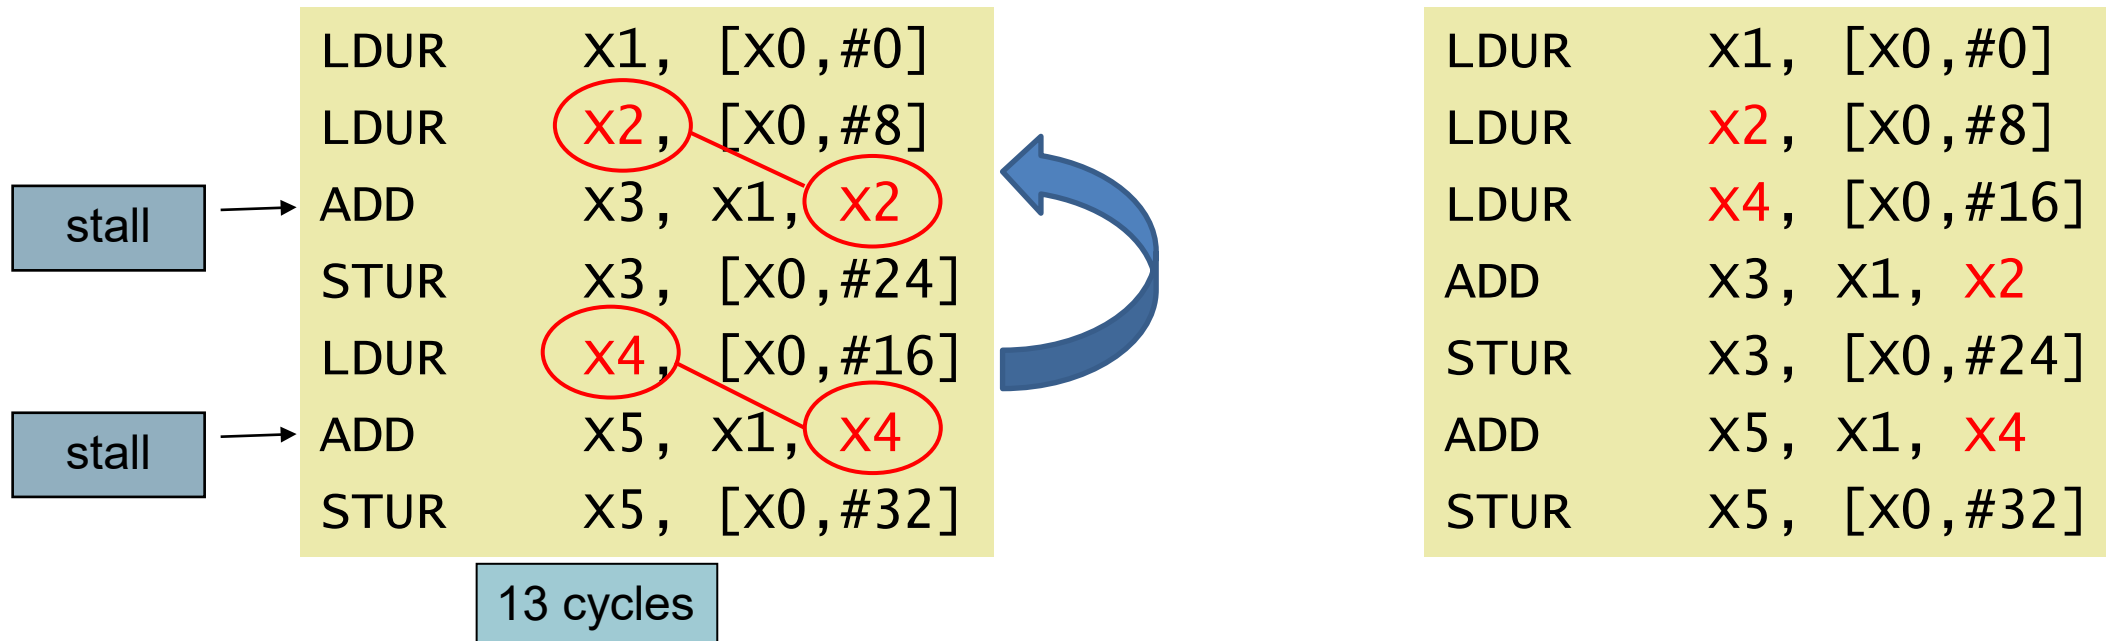 LDUR X1, [X0,#0]
LDUR X2, [X0,#8]
stall
ADD X3, X1, X2
STUR X3, [X0,#24]
LDUR X4, [X0,#16]
stall
ADD X5, X1, X4
STUR X5, [X0,#32]
13 cycles
LDUR X1, [X0,#0]
LDUR X2, [X0,#8]
LDUR X4, [X0,#16]
ADD X3, X1, X2
STUR X3, [X0,#24]
ADD X5, X1, X4
STUR X5, [X0,#32]